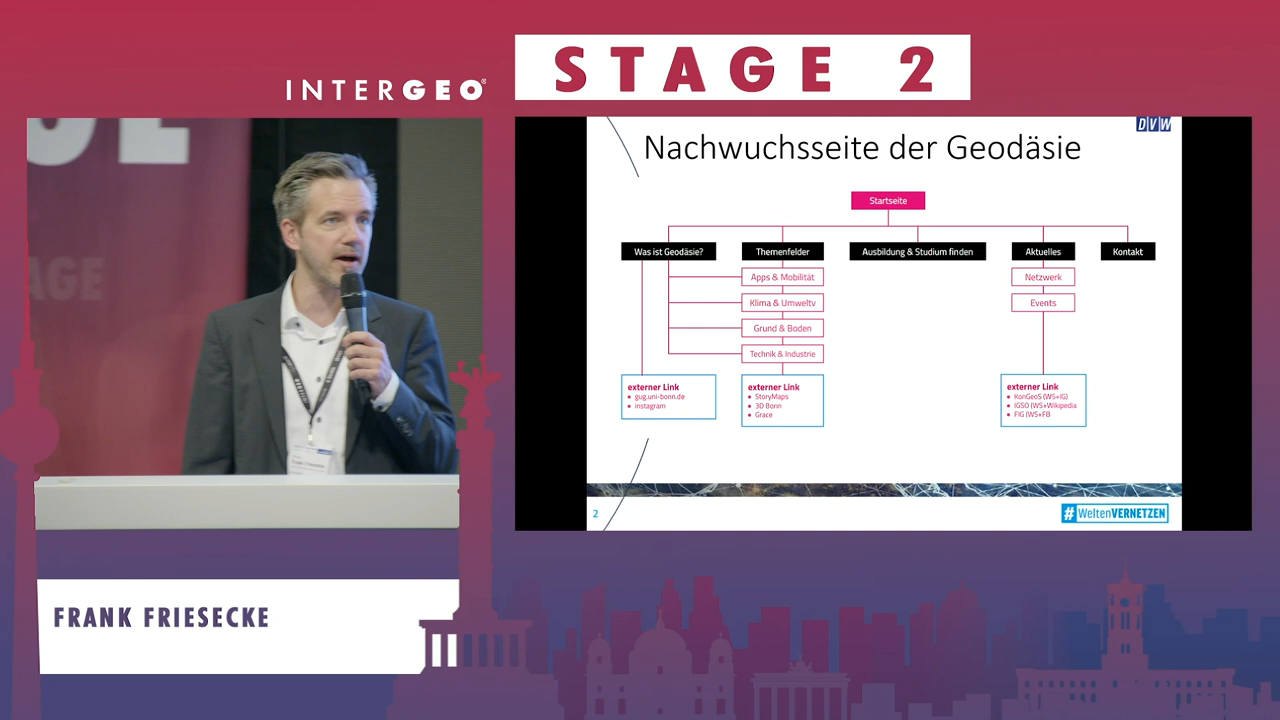 INTERGEO®
STAGE 2
AGE
DVW
Nachwuchsseite der Geodäsie
Startseite
Was ist Geodäsie?
Themenfelder
Ausbildung & Studium finden
Aktuelles
Kontakt
Apps & Mobilität
Klima & Umweltv
Grund & Boden
Technik & Industrie
Netzwerk
Events
externer Link
gug.uni-bonn.de
instagram
externer Link
StoryMaps
3D Bonn
Grace
externer Link
KonGeoS (WS+IG)
IGSO (WS+Wikipedia
FIG (WS+FB
2
#WeltenVERNETZEN
FRANK FRIESECKE